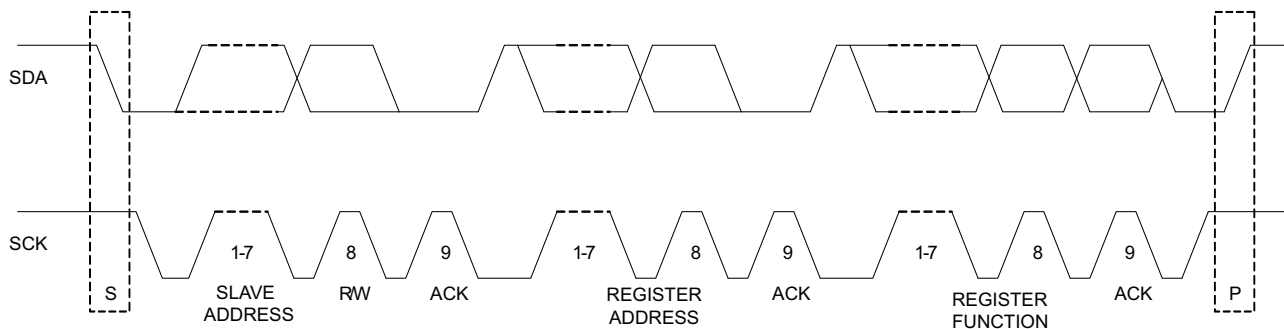 SDA
SCK
1-7 8 9 1-7 8 9 1-7 8 9
S SLAVE ADDRESS R/W ACK REGISTER ADDRESS ACK REGISTER FUNCTION ACK P